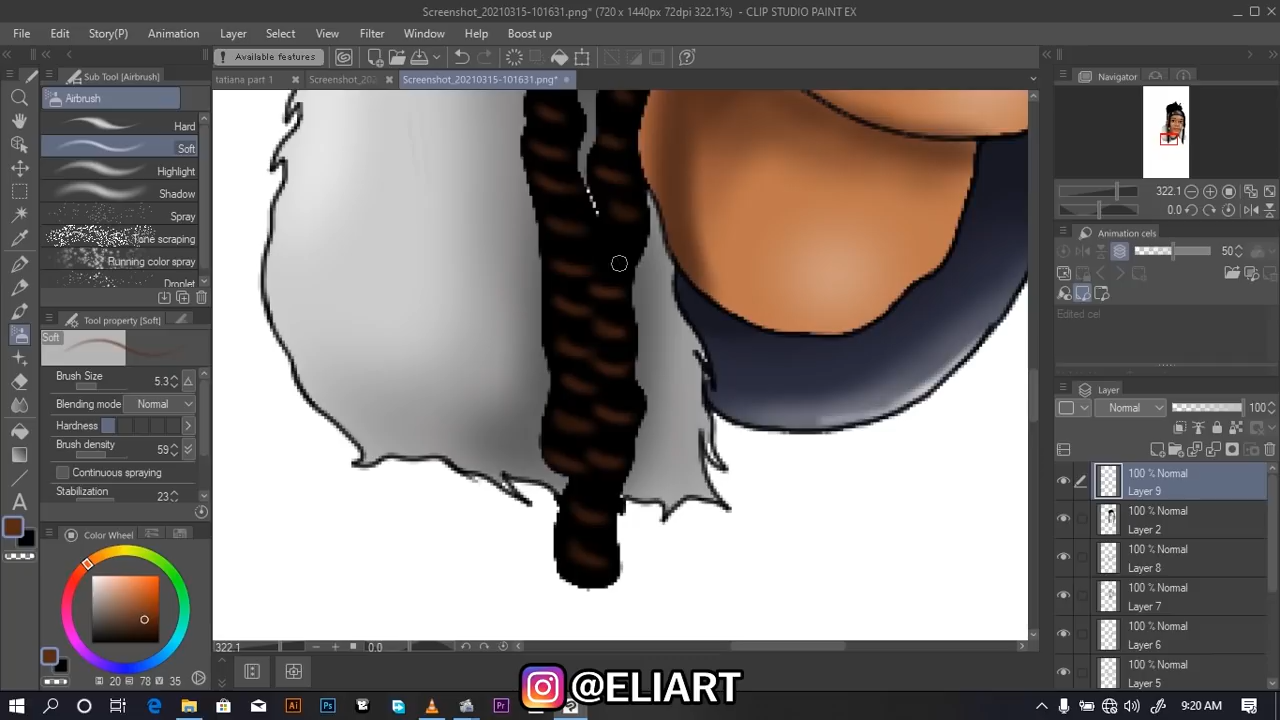 Screenshot_20210315-101631.png* (720 x 1440px 72dpi 322.1%) - CLIP STUDIO PAINT EX
File Edit Story(P) Animation Layer Select View Filter Window Help Boost up
Available features
tatiana part 1 Screenshot_202 Screenshot_20210315-101631.png*
Sub Tool [Airbrush]
Airbrush
Hard
Soft
Highlight
Shadow
Spray
Tone scraping
Running color spray
Droplet
Tool property [Soft]
Soft
Brush Size 5.3
Blending mode Normal
Hardness
Brush density 59
Continuous spraying
Stabilization 23
Color Wheel
H 20 S 78 V 35
322.1 0.0
Navigator
322.1
0.0
Animation cels
50
Edited cel
Layer
Normal 100
100 % Normal
Layer 9
100 % Normal
Layer 2
100 % Normal
Layer 8
100 % Normal
Layer 7
100 % Normal
Layer 6
100 % Normal
Layer 5
@ELIART
Ai Ps Pr
9:20 AM